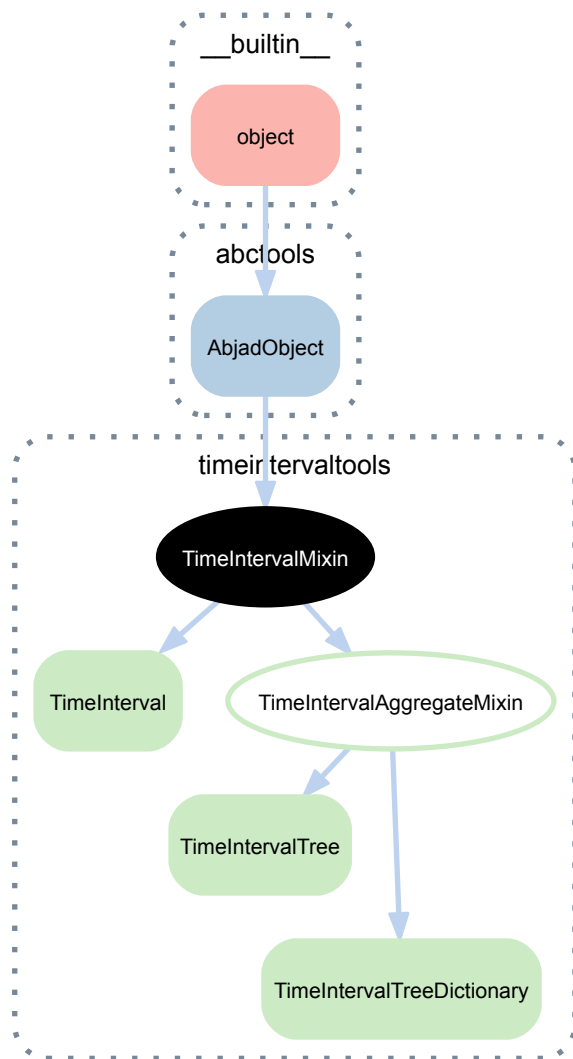 __builtin__
object
abctools
AbjadObject
timeintervaltools
TimeIntervalMixin
TimeInterval
TimeIntervalAggregateMixin
TimeIntervalTree
TimeIntervalTreeDictionary